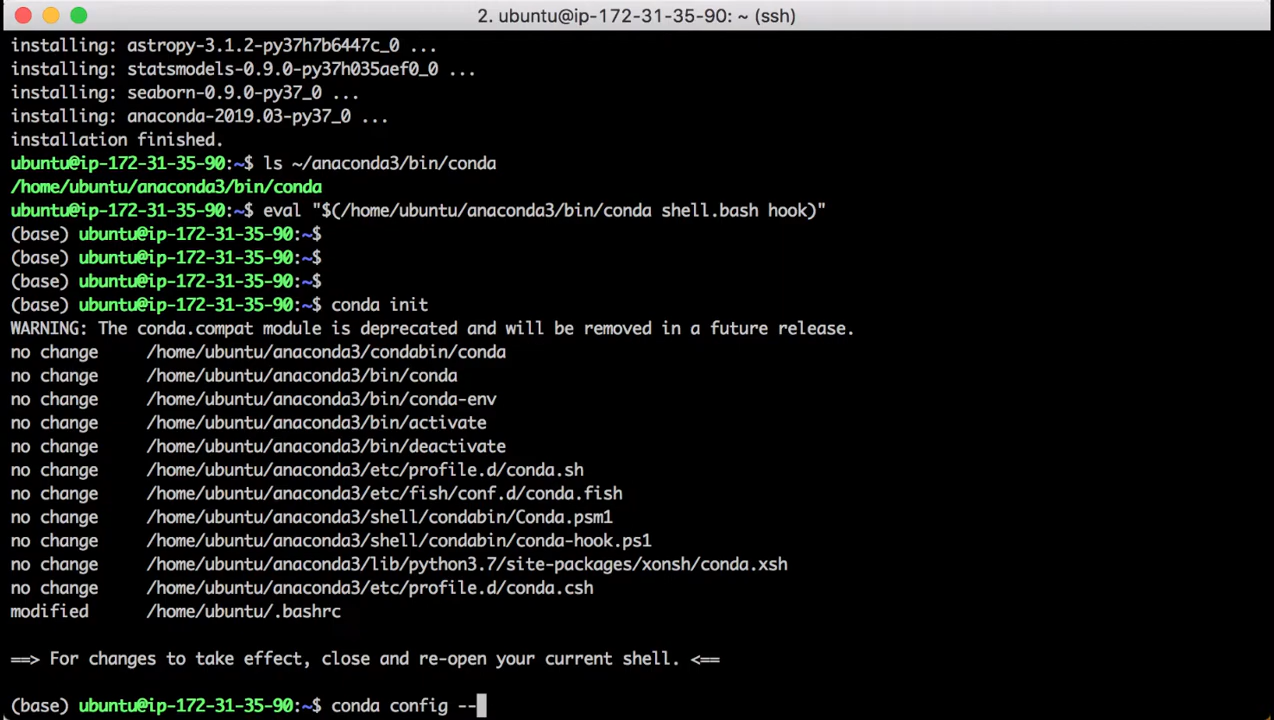 2. ubuntu@ip-172-31-35-90: ~ (ssh)
installing: astropy-3.1.2-py37h7b6447c_0 ...
installing: statsmodels-0.9.0-py37h035aef0_0 ...
installing: seaborn-0.9.0-py37_0 ...
installing: anaconda-2019.03-py37_0 ...
installation finished.
ubuntu@ip-172-31-35-90:~$ ls ~/anaconda3/bin/conda
/home/ubuntu/anaconda3/bin/conda
ubuntu@ip-172-31-35-90:~$ eval "$(/home/ubuntu/anaconda3/bin/conda shell.bash hook)"
(base) ubuntu@ip-172-31-35-90:~$
(base) ubuntu@ip-172-31-35-90:~$
(base) ubuntu@ip-172-31-35-90:~$
(base) ubuntu@ip-172-31-35-90:~$ conda init
WARNING: The conda.compat module is deprecated and will be removed in a future release.
no change     /home/ubuntu/anaconda3/condabin/conda
no change     /home/ubuntu/anaconda3/bin/conda
no change     /home/ubuntu/anaconda3/bin/conda-env
no change     /home/ubuntu/anaconda3/bin/activate
no change     /home/ubuntu/anaconda3/bin/deactivate
no change     /home/ubuntu/anaconda3/etc/profile.d/conda.sh
no change     /home/ubuntu/anaconda3/etc/fish/conf.d/conda.fish
no change     /home/ubuntu/anaconda3/shell/condabin/Conda.psm1
no change     /home/ubuntu/anaconda3/shell/condabin/conda-hook.ps1
no change     /home/ubuntu/anaconda3/lib/python3.7/site-packages/xonsh/conda.xsh
no change     /home/ubuntu/anaconda3/etc/profile.d/conda.csh
modified      /home/ubuntu/.bashrc
==> For changes to take effect, close and re-open your current shell. <==
(base) ubuntu@ip-172-31-35-90:~$ conda config --